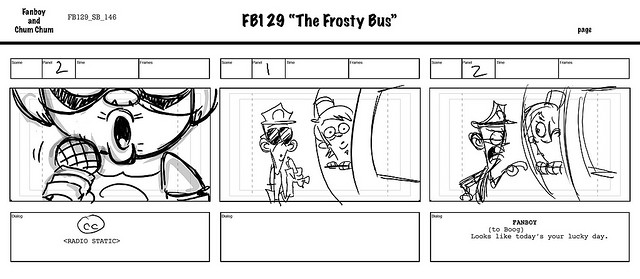 Fanboy
and
Chum Chum
FB129_SB_146
FB129 "The Frosty Bus"
page
Scene Panel 2 Time Frames
Scene Panel 1 Time Frames
Scene Panel 2 Time Frames
Dialog
CC
<RADIO STATIC>
Dialog
Dialog
FANBOY
(to Boog)
Looks like today's your lucky day.